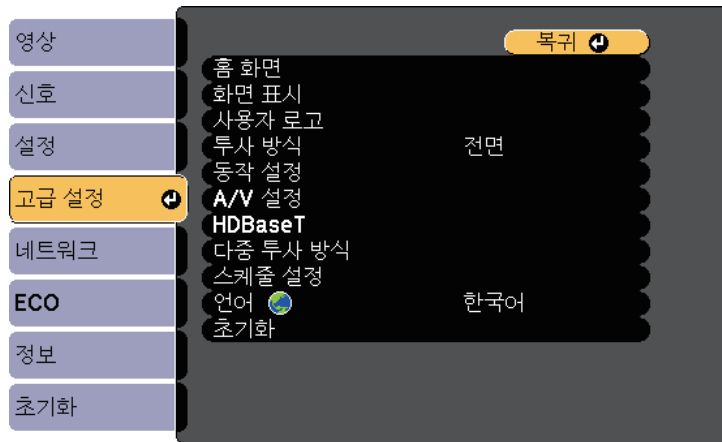 영상
신호
설정
고급 설정
네트워크
ECO
정보
초기화
복귀
홈 화면
화면 표시
사용자 로고
투사 방식 전면
동작 설정
A/V 설정
HDBaseT
다중 투사 방식
스케줄 설정
언어 한국어
초기화